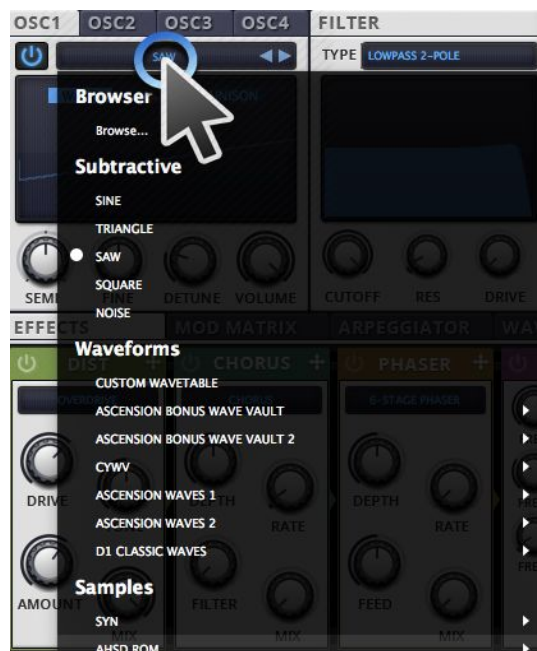 OSC1 OSC2 OSC3 OSC4 FILTER
SAW TYPE LOWPASS 2-POLE
Browser
Browse...
Subtractive
SINE
TRIANGLE
SAW
SQUARE
NOISE
SEMI FINE DETUNE VOLUME CUTOFF RES DRIVE
EFFECTS MOD MATRIX ARPEGGIATOR WA
Waveforms
DIST CHORUS PHASER
CUSTOM WAVETABLE
OVERDRIVE CHORUS 6-STAGE PHASER
ASCENSION BONUS WAVE VAULT
ASCENSION BONUS WAVE VAULT 2
CYWV
ASCENSION WAVES 1
DRIVE DEPTH RATE DEPTH RATE FRE
ASCENSION WAVES 2
D1 CLASSIC WAVES
Samples
AMOUNT FILTER FEED
SYN
MIX MIX MIX
AHSD ROM